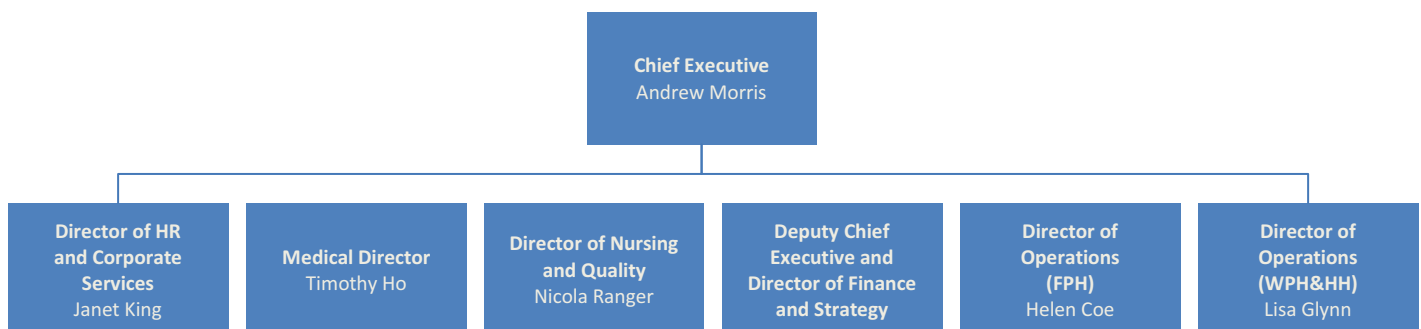 Chief Executive
Andrew Morris
Director of HR
and Corporate
Services
Janet King
Medical Director
Timothy Ho
Director of Nursing
and Quality
Nicola Ranger
Deputy Chief
Executive and
Director of Finance
and Strategy
Director of
Operations
(FPH)
Helen Coe
Director of
Operations
(WPH&HH)
Lisa Glynn